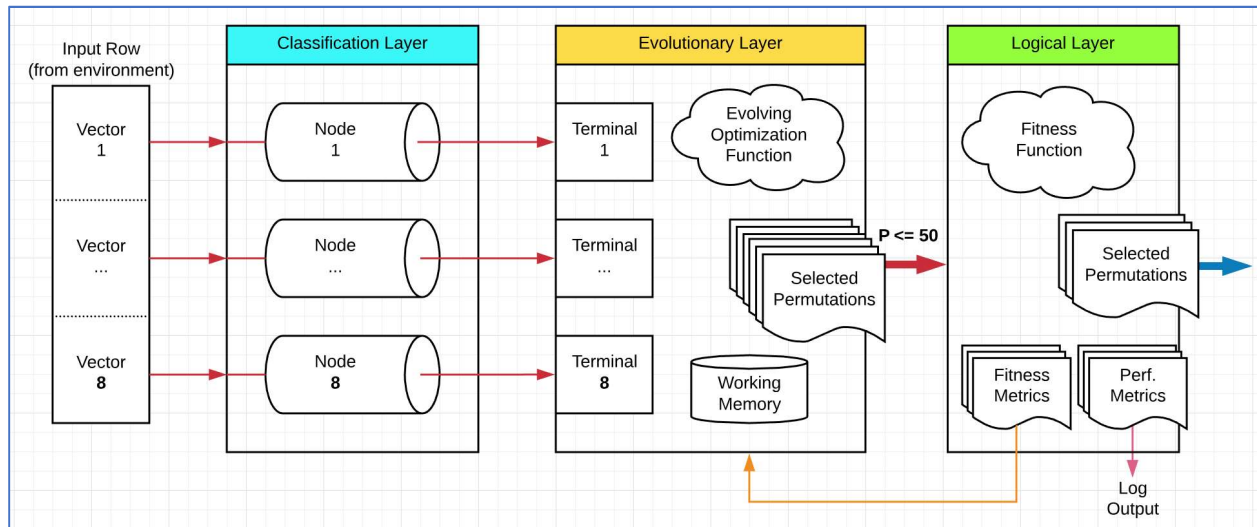 Input Row
(from environment)
Vector
1
Vector
...
Vector
8
Classification Layer
Node
1
Node
...
Node
8
Evolutionary Layer
Terminal
1
Terminal
...
Terminal
8
Evolving
Optimization
Function
Selected
Permutations
Working
Memory
P <= 50
Logical Layer
Fitness
Function
Selected
Permutations
Fitness
Metrics
Perf.
Metrics
Log
Output